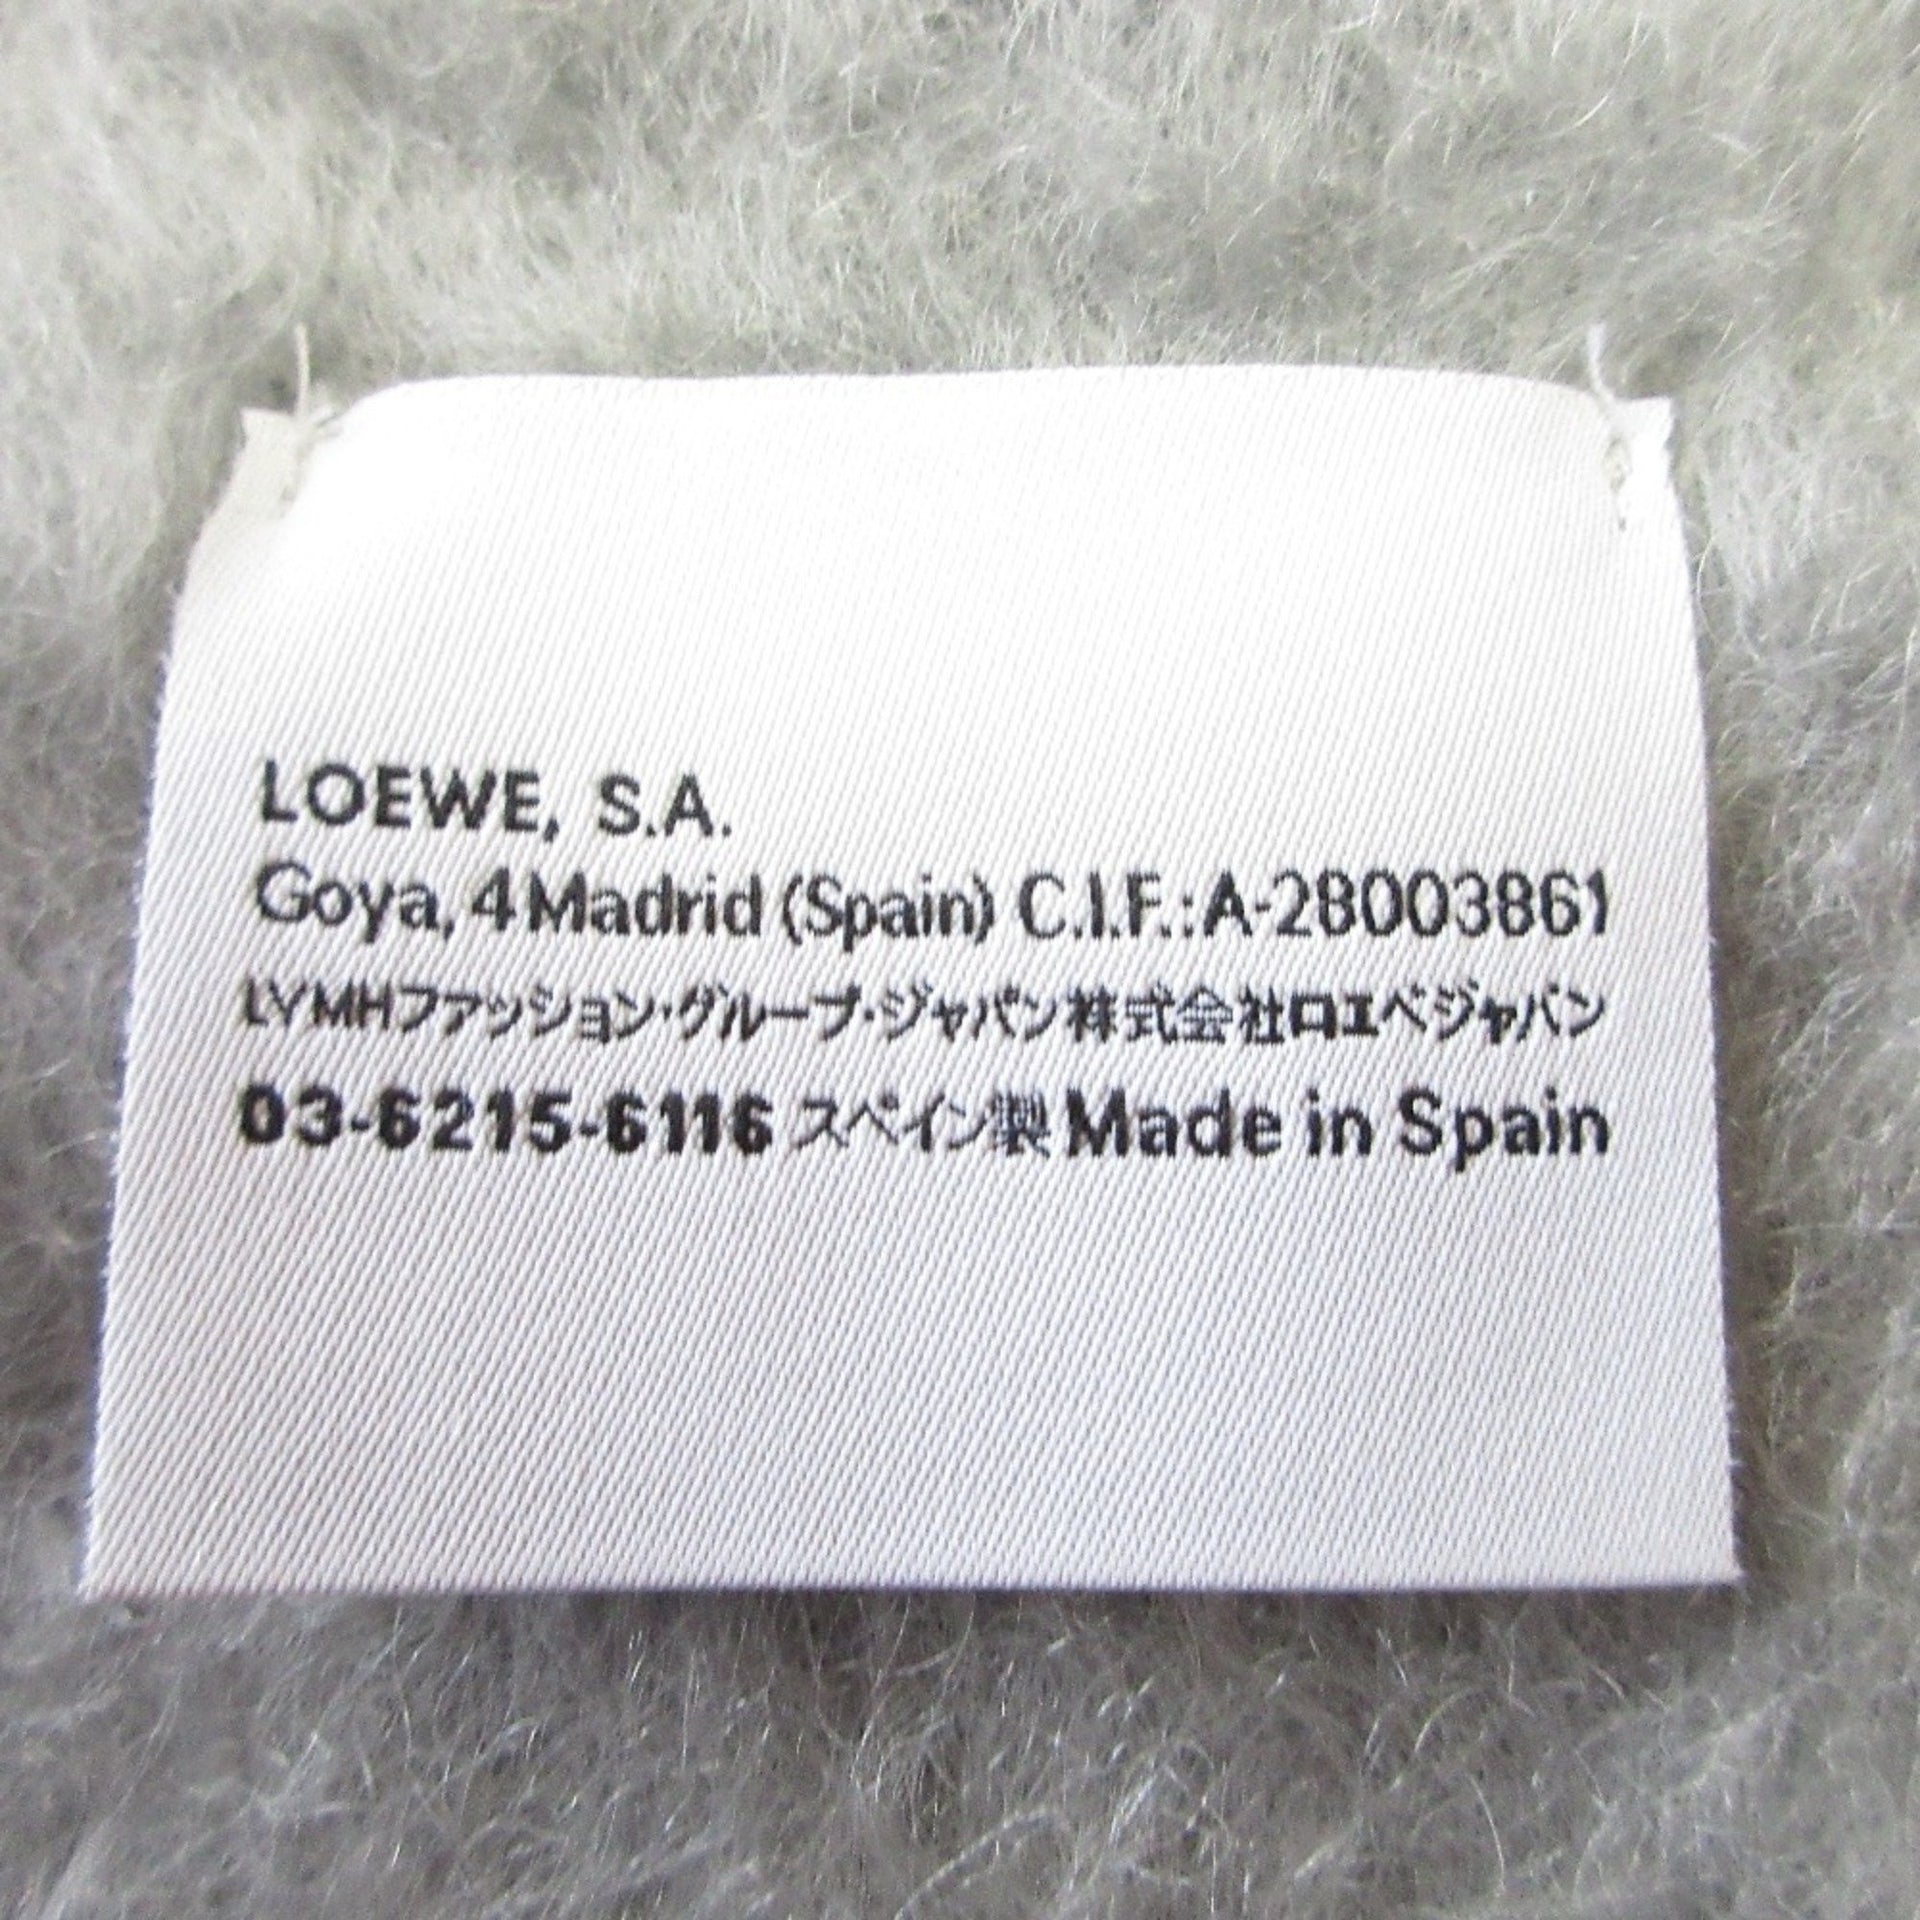 LOEWE, S.A.
Goya, 4 Madrid (Spain) C.I.F.:A-28003861
LVMHファッション・グループ・ジャパン株式会社ロエベジャパン
03-6215-6116 スペイン製 Made in Spain